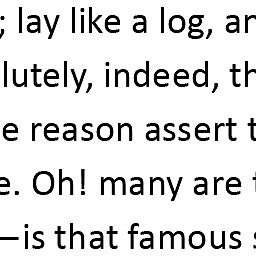 ; lay like a log, an
lutely, indeed, th
e reason assert t
e. Oh! many are t
—is that famous s